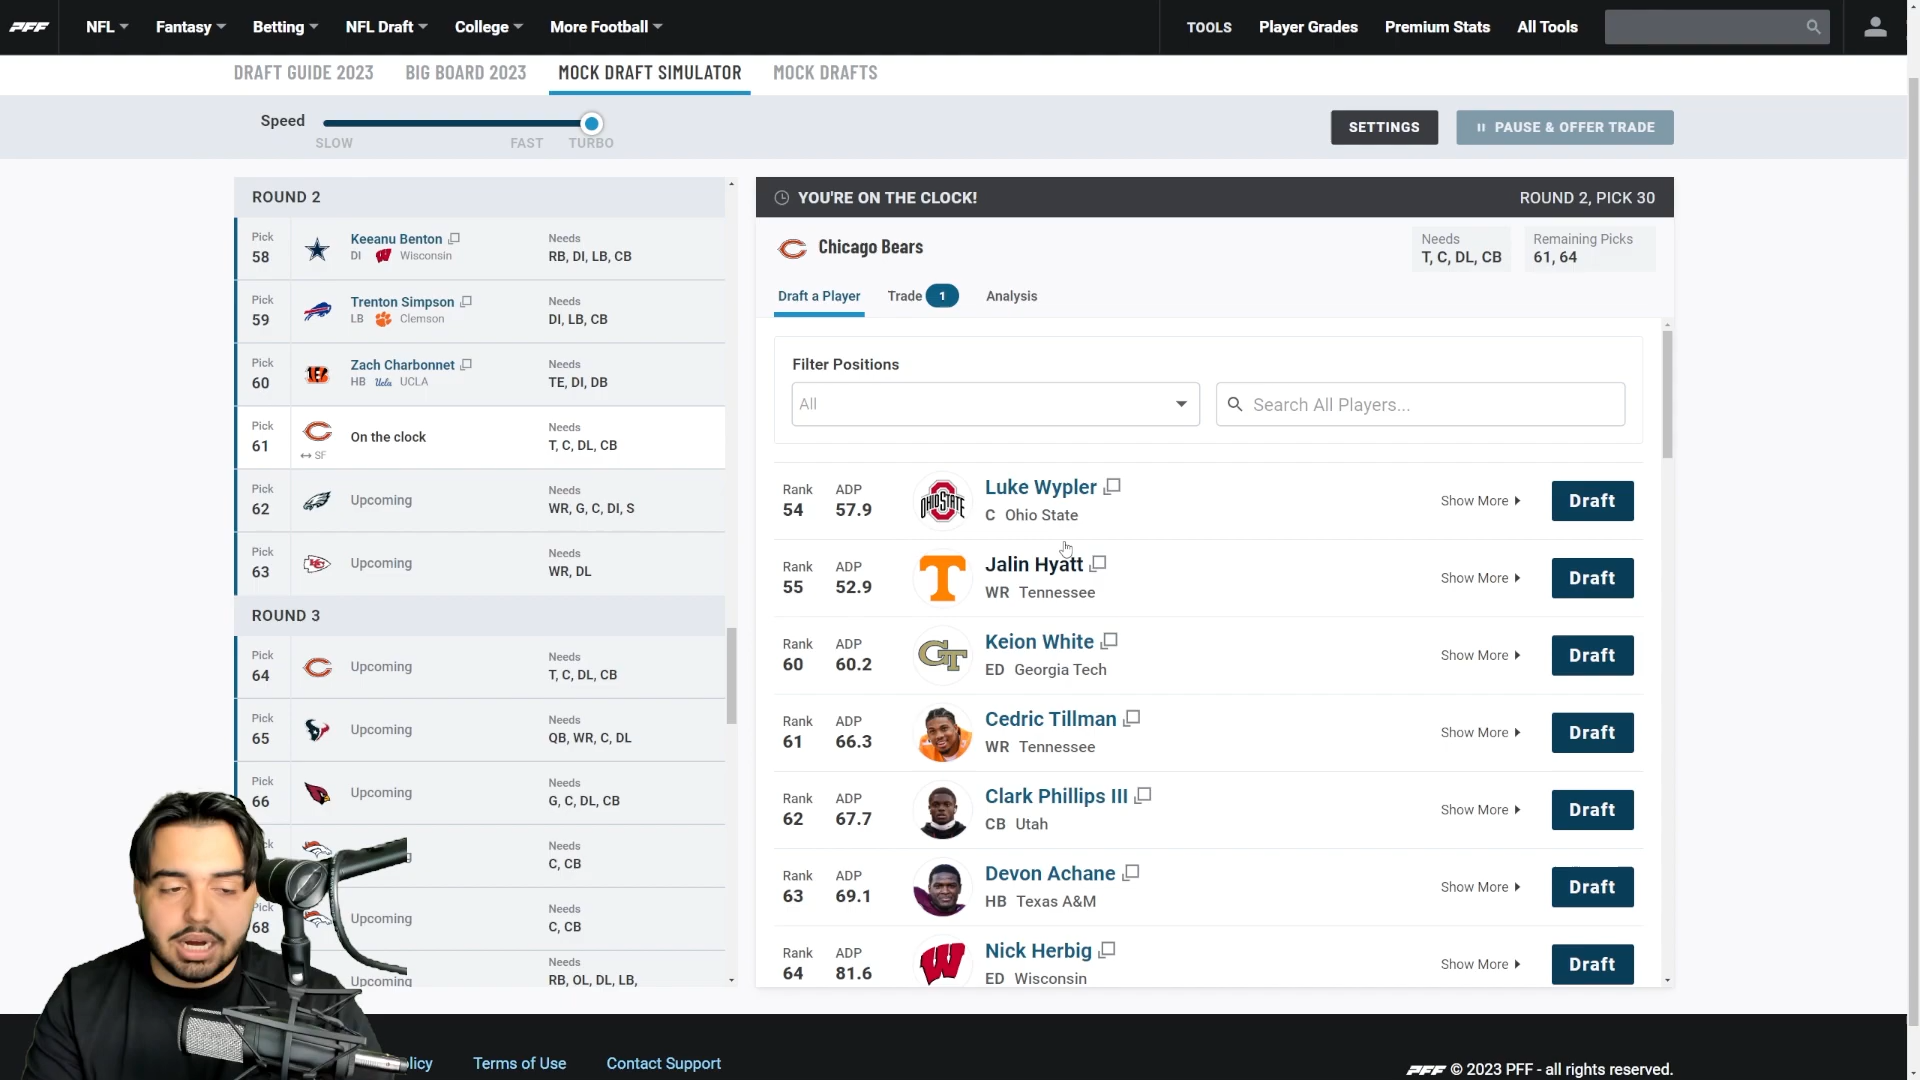 PFF
NFL
Fantasy
Betting
NFL Draft
College
More Football
TOOLS
Player Grades
Premium Stats
All Tools
DRAFT GUIDE 2023
BIG BOARD 2023
MOCK DRAFT SIMULATOR
MOCK DRAFTS
Speed
SLOW
FAST
TURBO
SETTINGS
PAUSE & OFFER TRADE
ROUND 2
Pick
58
Keeanu Benton
DI
Wisconsin
Needs
RB, DI, LB, CB
Pick
59
Trenton Simpson
LB
Clemson
Needs
DI, LB, CB
Pick
60
Zach Charbonnet
HB
Ucla
UCLA
Needs
TE, DI, DB
Pick
61
SF
On the clock
Needs
T, C, DL, CB
Pick
62
Upcoming
Needs
WR, G, C, DI, S
Pick
63
Upcoming
Needs
WR, DL
ROUND 3
Pick
64
Upcoming
Needs
T, C, DL, CB
Pick
65
Upcoming
Needs
QB, WR, C, DL
Pick
66
Upcoming
Needs
G, C, DL, CB
Needs
C, CB
Pick
68
Upcoming
Needs
C, CB
Upcoming
Needs
RB, OL, DL, LB,
YOU'RE ON THE CLOCK!
ROUND 2, PICK 30
Chicago Bears
Needs
T, C, DL, CB
Remaining Picks
61, 64
Draft a Player
Trade 1
Analysis
Filter Positions
All
Search All Players...
Rank
54
ADP
57.9
OHIO STATE
Luke Wypler
C Ohio State
Show More
Draft
Rank
55
ADP
52.9
Jalin Hyatt
WR Tennessee
Show More
Draft
Rank
60
ADP
60.2
GT
Keion White
ED Georgia Tech
Show More
Draft
Rank
61
ADP
66.3
Cedric Tillman
WR Tennessee
Show More
Draft
Rank
62
ADP
67.7
Clark Phillips III
CB Utah
Show More
Draft
Rank
63
ADP
69.1
Devon Achane
HB Texas A&M
Show More
Draft
Rank
64
ADP
81.6
Nick Herbig
ED Wisconsin
Show More
Draft
Terms of Use
Contact Support
PFF © 2023 PFF - all rights reserved.